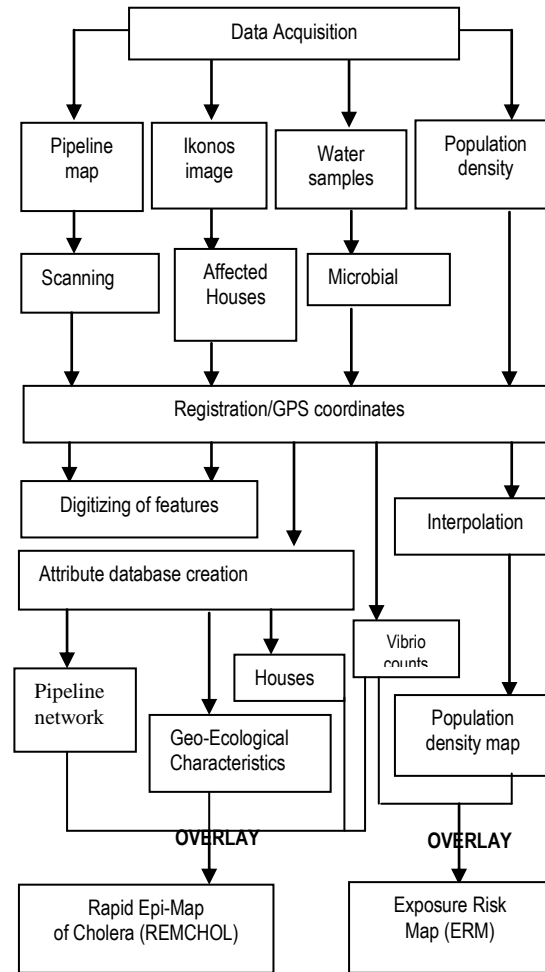 Data Acquisition
Pipeline
map
Ikonos
image
Water
samples
Population
density
Scanning
Affected
Houses
Microbial
Registration/GPS coordinates
Digitizing of features
Interpolation
Attribute database creation
Vibrio
counts
Houses
Pipeline
network
Geo-Ecological
Characteristics
Population
density map
OVERLAY
OVERLAY
Rapid Epi-Map
of Cholera (REMCHOL)
Exposure Risk
Map (ERM)